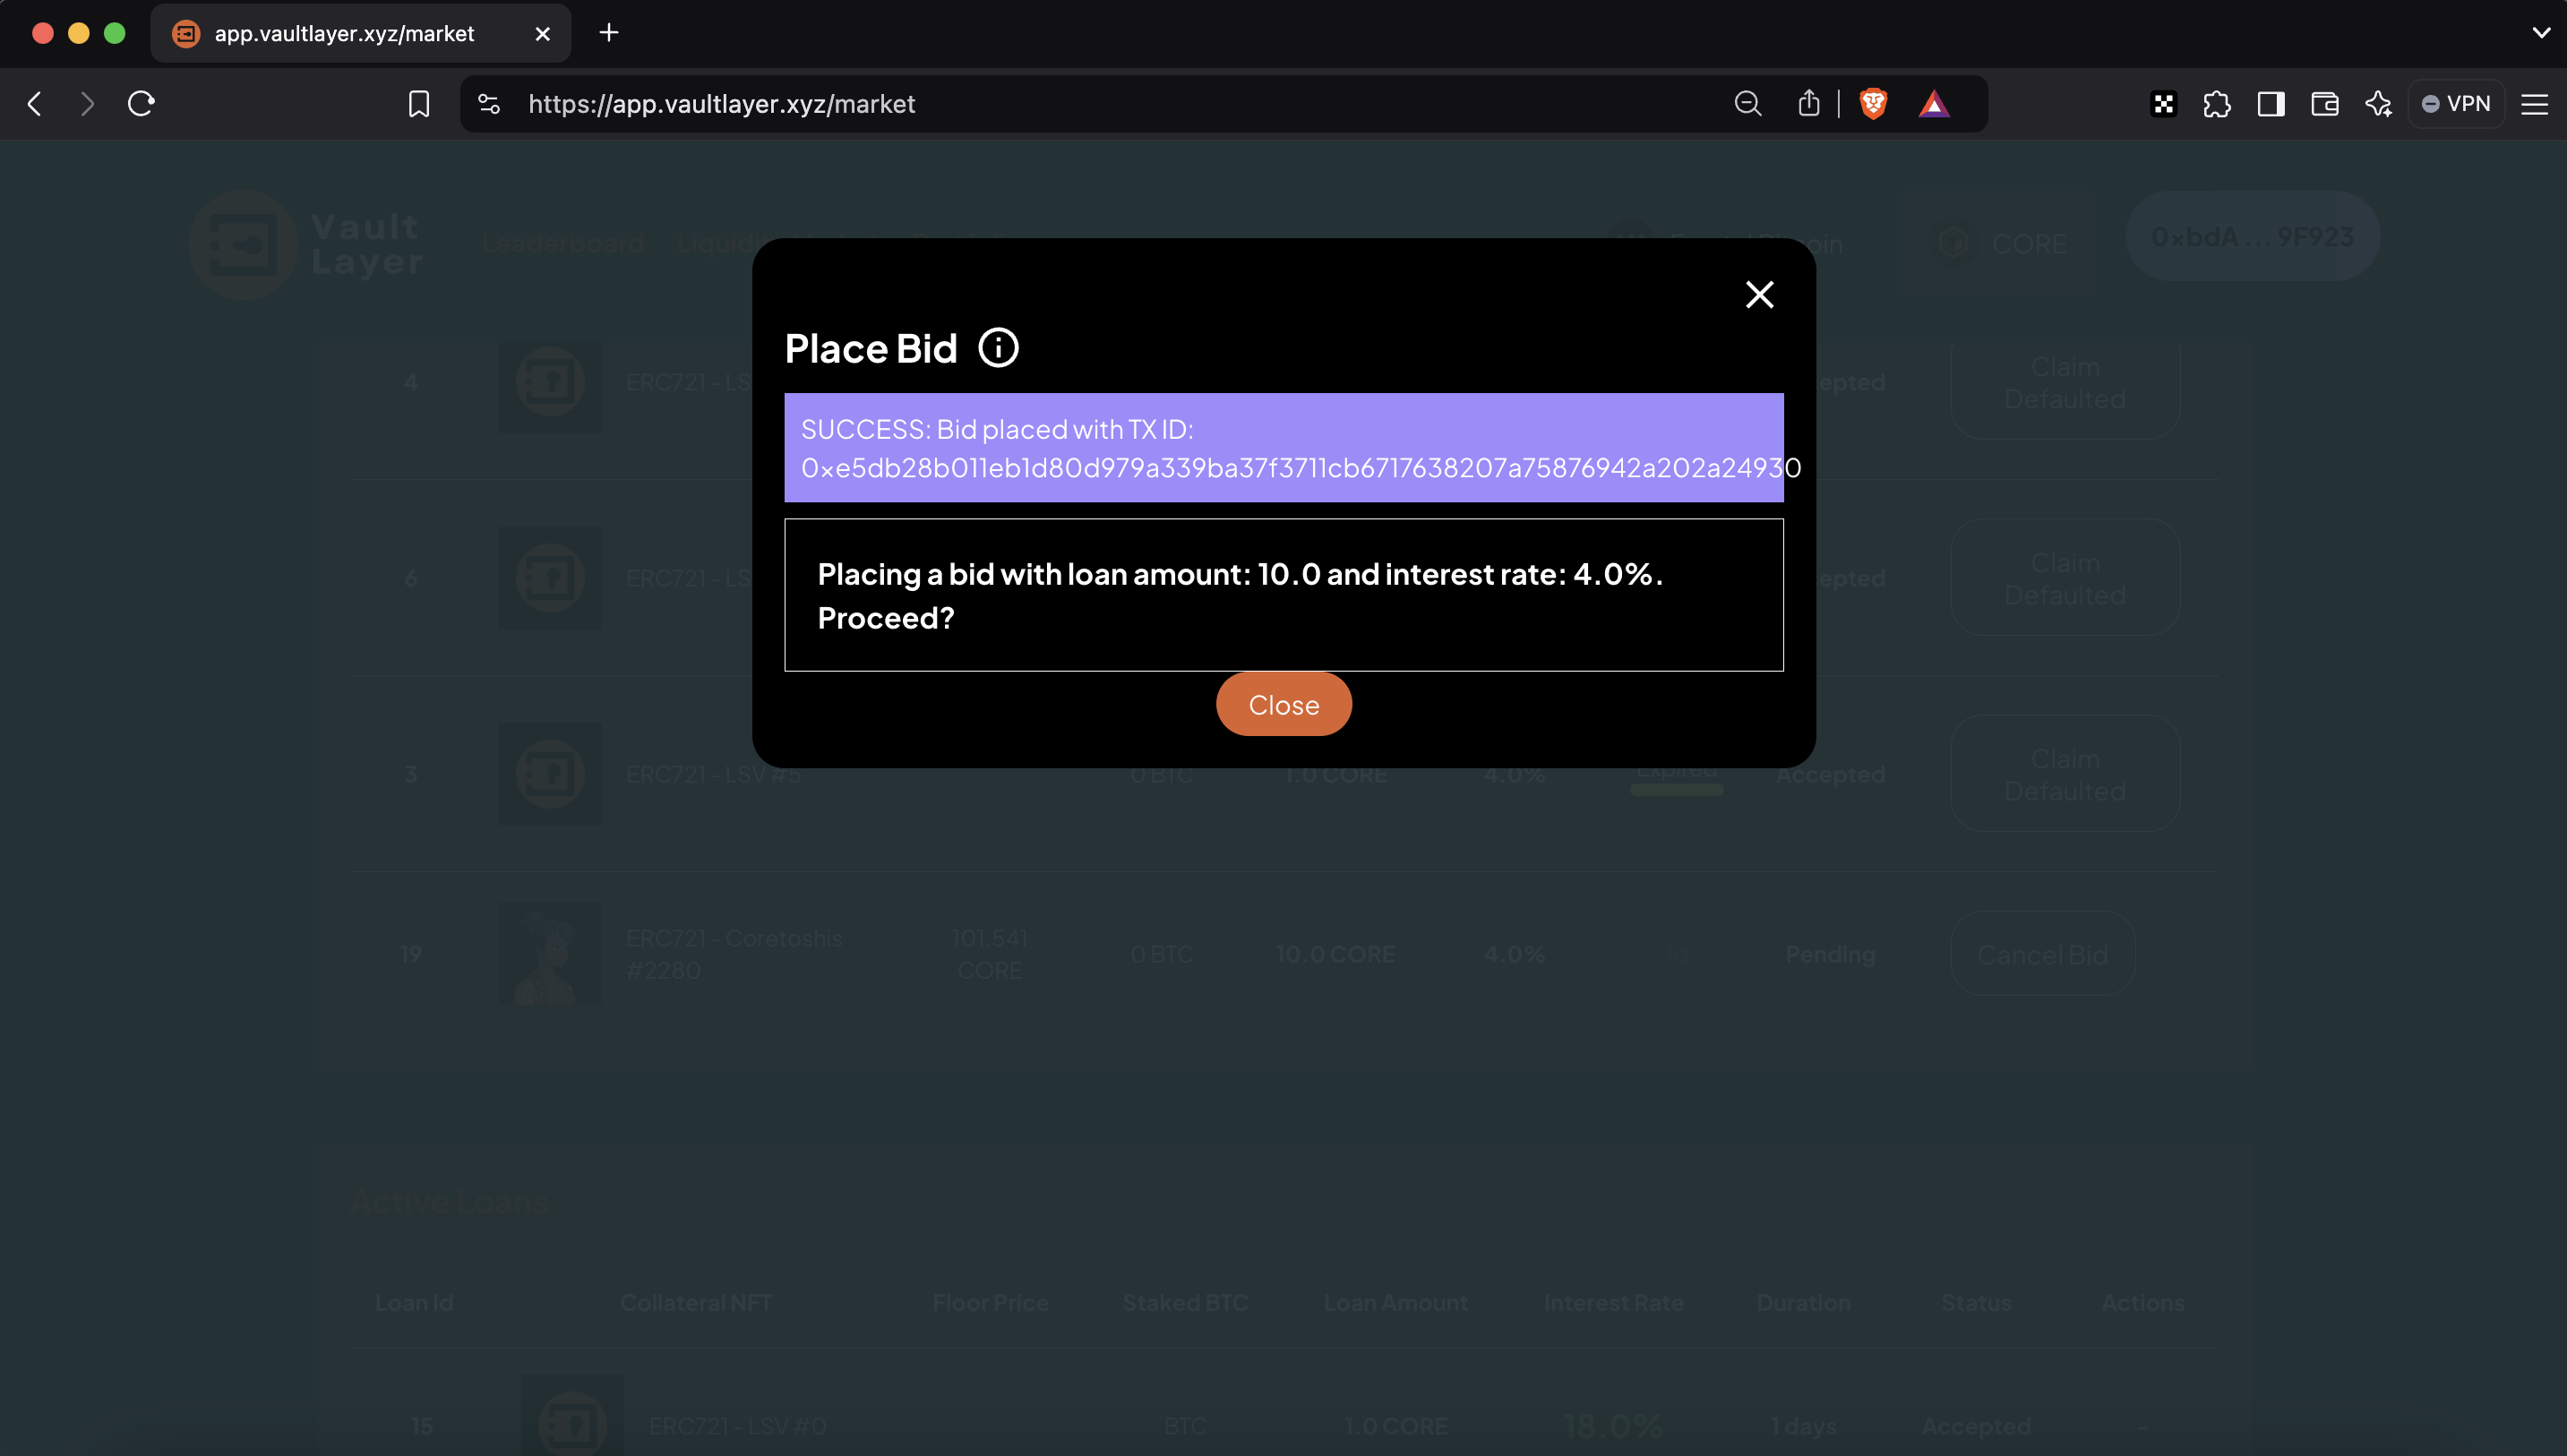 app.vaultlayer.xyz/market
https://app.vaultlayer.xyz/market
VPN
Vault
Layer
Leaderboard
CORE
0xbdA ... 9F923
Place Bid
SUCCESS: Bid placed with TX ID:
0xe5db28b011eb1d80d979a339ba37f3711cb6717638207a75876942a202a24930
Placing a bid with loan amount: 10.0 and interest rate: 4.0%.
Proceed?
Close
4
ERC721 - LS
epted
Claim
Defaulted
6
ERC721 - LS
epted
Claim
Defaulted
3
ERC721 - LSV #5
0 BTC
1.0 CORE
4.0%
Expired
Accepted
Claim
Defaulted
19
ERC721 - Coretoshis
#2280
101.541
CORE
0 BTC
10.0 CORE
4.0%
Pending
Cancel Bid
Active Loans
Loan Id
Collateral NFT
Floor Price
Staked BTC
Loan Amount
Interest Rate
Duration
Status
Actions
15
ERC721 - LSV #0
BTC
1.0 CORE
18.0%
1 days
Accepted
-